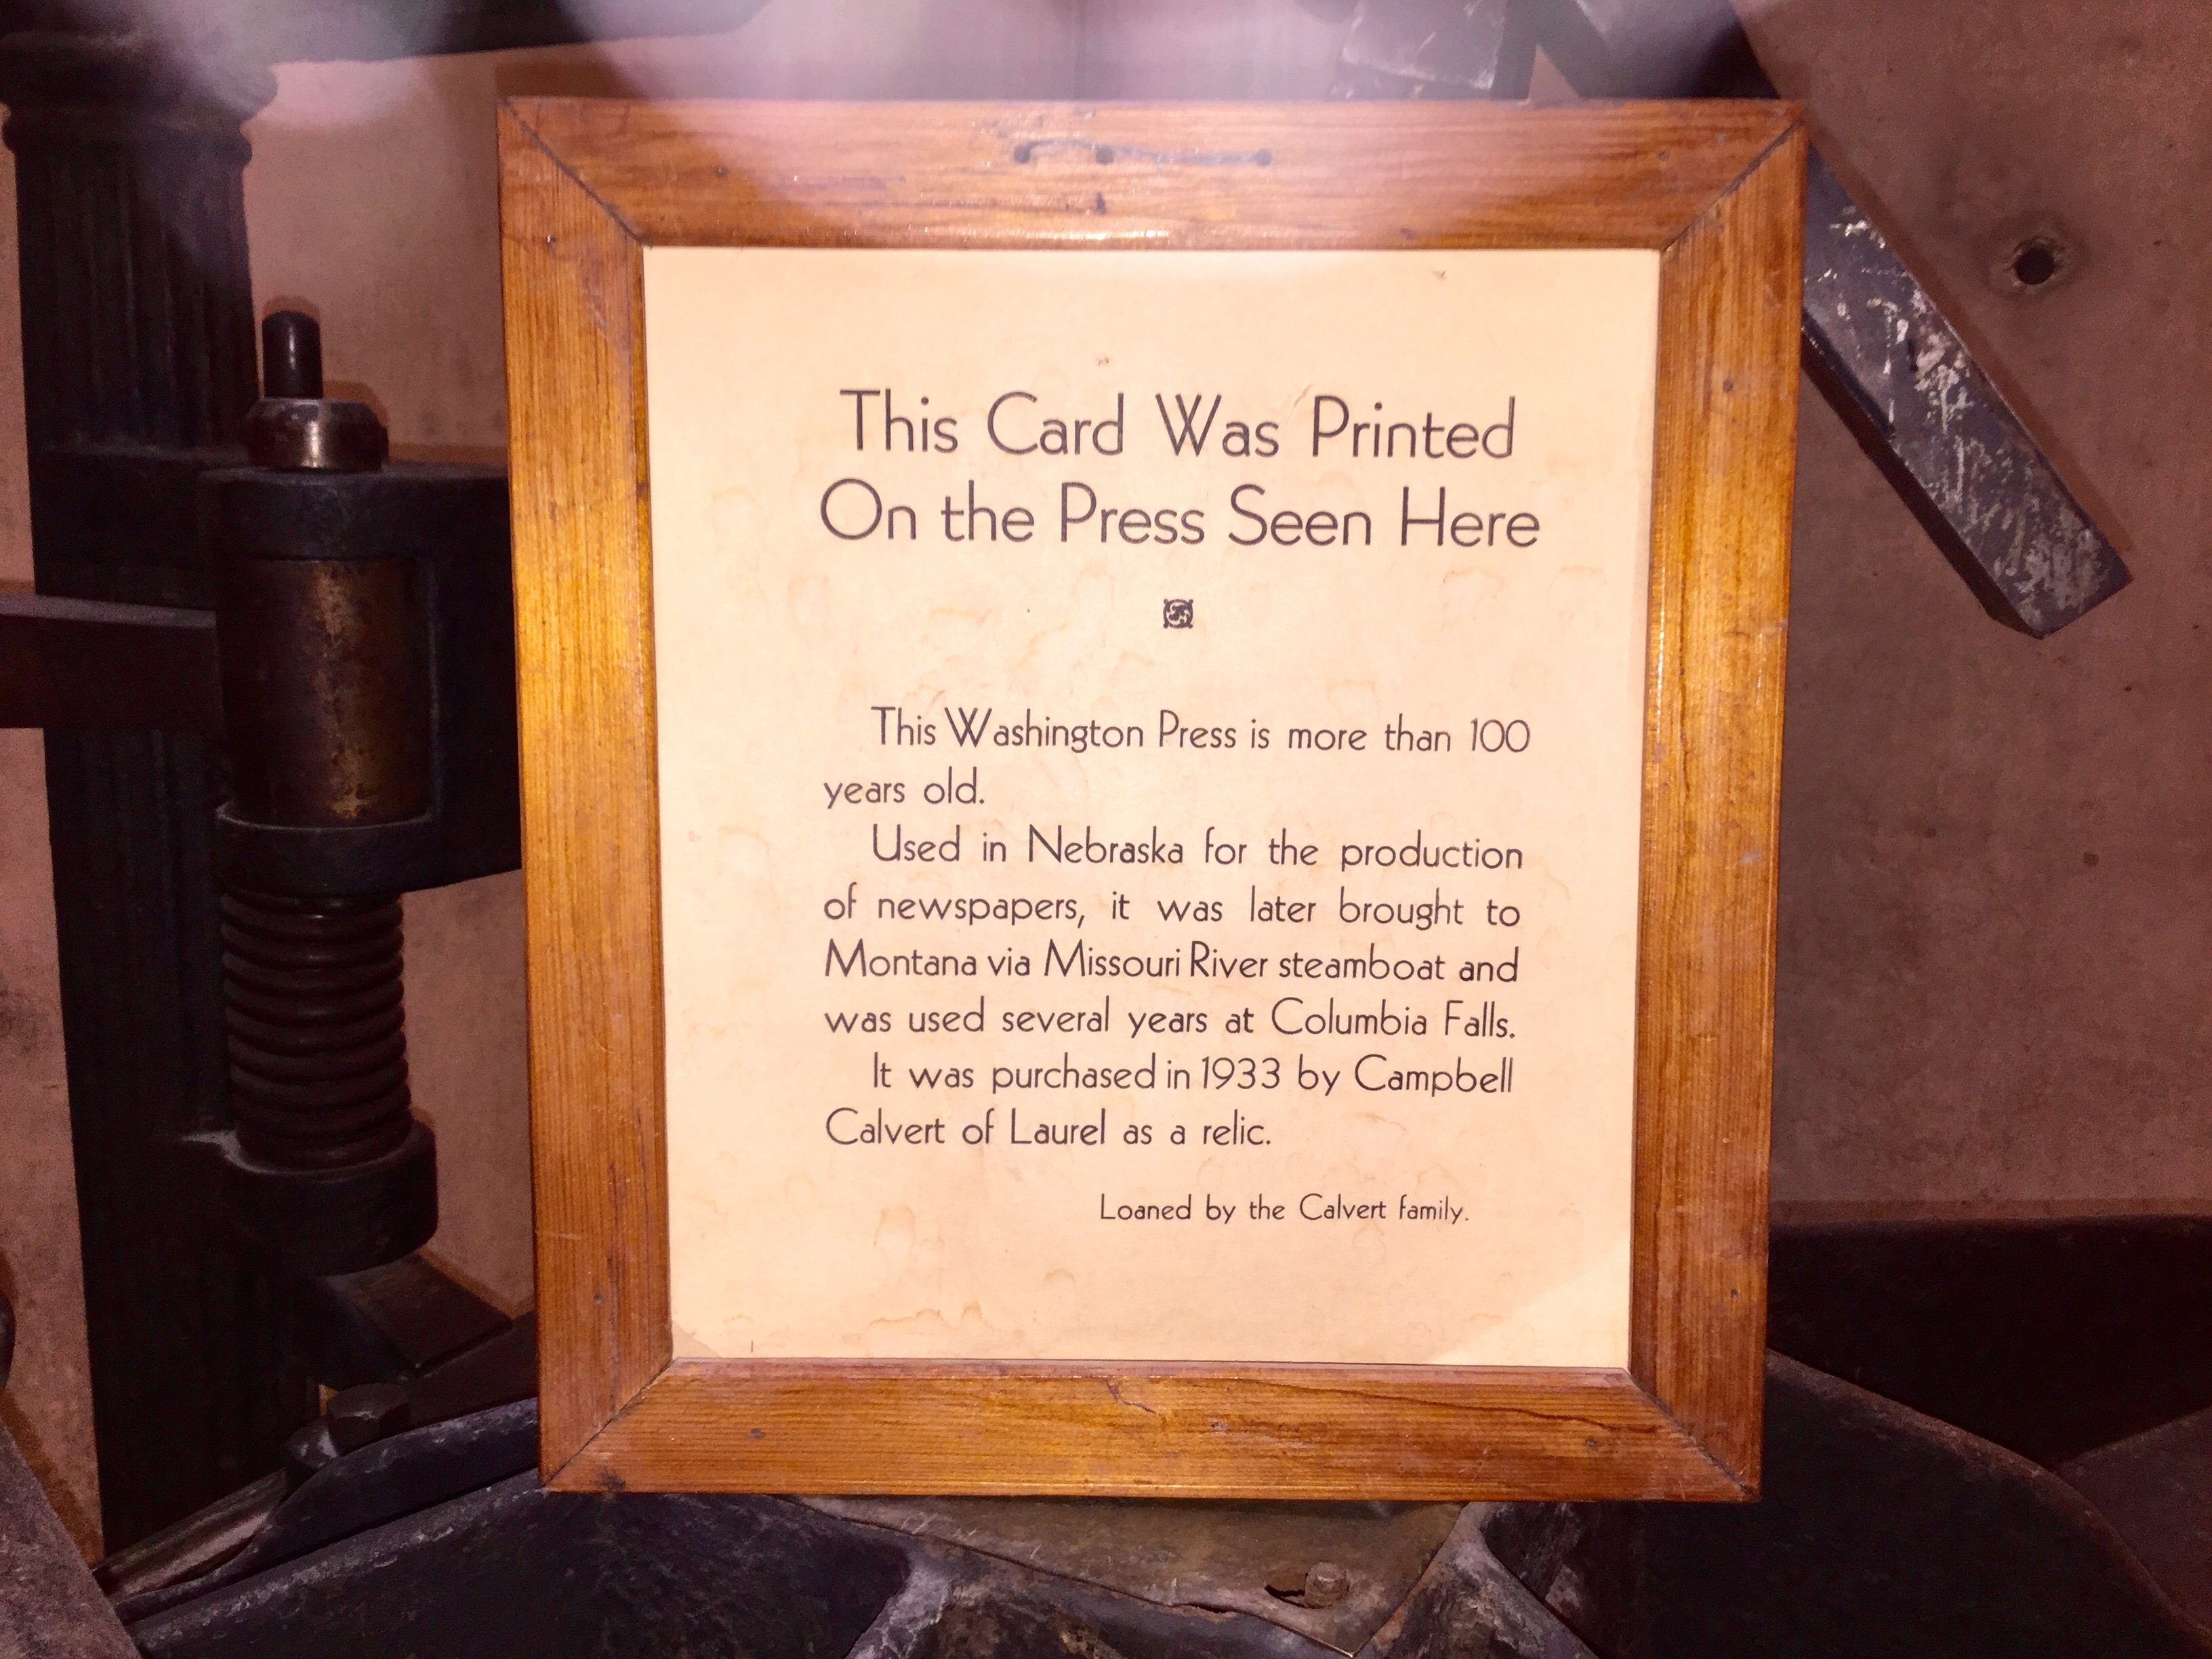 This Card Was Printed
On the Press Seen Here
This Washington Press is more than 100
years old.
Used in Nebraska for the production
of newspapers, it was later brought to
Montana via Missouri River steamboat and
was used several years at Columbia Falls.
It was purchased in 1933 by Campbell
Calvert of Laurel as a relic.
Loaned by the Calvert family.